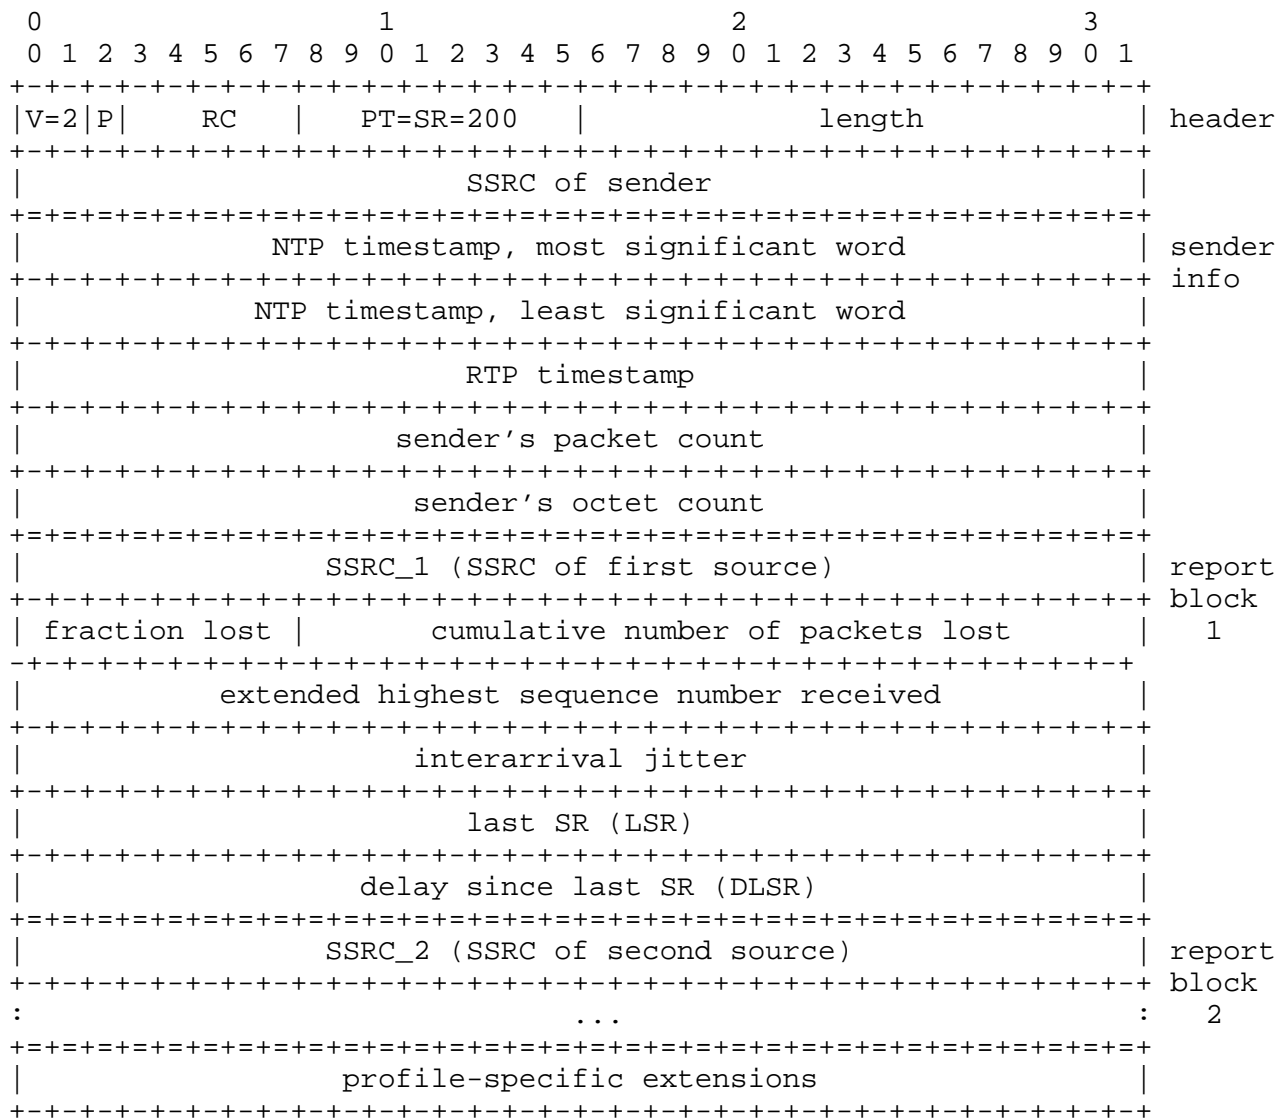 0                   1                   2                   3
 0 1 2 3 4 5 6 7 8 9 0 1 2 3 4 5 6 7 8 9 0 1 2 3 4 5 6 7 8 9 0 1
+-+-+-+-+-+-+-+-+-+-+-+-+-+-+-+-+-+-+-+-+-+-+-+-+-+-+-+-+-+-+-+-+
|V=2|P|    RC   |   PT=SR=200   |             length            | header
+-+-+-+-+-+-+-+-+-+-+-+-+-+-+-+-+-+-+-+-+-+-+-+-+-+-+-+-+-+-+-+-+
|                         SSRC of sender                        |
+=+=+=+=+=+=+=+=+=+=+=+=+=+=+=+=+=+=+=+=+=+=+=+=+=+=+=+=+=+=+=+=+
|              NTP timestamp, most significant word             | sender
+-+-+-+-+-+-+-+-+-+-+-+-+-+-+-+-+-+-+-+-+-+-+-+-+-+-+-+-+-+-+-+-+ info
|             NTP timestamp, least significant word             |
+-+-+-+-+-+-+-+-+-+-+-+-+-+-+-+-+-+-+-+-+-+-+-+-+-+-+-+-+-+-+-+-+
|                         RTP timestamp                         |
+-+-+-+-+-+-+-+-+-+-+-+-+-+-+-+-+-+-+-+-+-+-+-+-+-+-+-+-+-+-+-+-+
|                     sender’s packet count                     |
+-+-+-+-+-+-+-+-+-+-+-+-+-+-+-+-+-+-+-+-+-+-+-+-+-+-+-+-+-+-+-+-+
|                      sender’s octet count                     |
+=+=+=+=+=+=+=+=+=+=+=+=+=+=+=+=+=+=+=+=+=+=+=+=+=+=+=+=+=+=+=+=+
|                 SSRC_1 (SSRC of first source)                 | report
+-+-+-+-+-+-+-+-+-+-+-+-+-+-+-+-+-+-+-+-+-+-+-+-+-+-+-+-+-+-+-+-+ block
| fraction lost |       cumulative number of packets lost       |   1
-+-+-+-+-+-+-+-+-+-+-+-+-+-+-+-+-+-+-+-+-+-+-+-+-+-+-+-+-+-+-+-+
|           extended highest sequence number received           |
+-+-+-+-+-+-+-+-+-+-+-+-+-+-+-+-+-+-+-+-+-+-+-+-+-+-+-+-+-+-+-+-+
|                      interarrival jitter                      |
+-+-+-+-+-+-+-+-+-+-+-+-+-+-+-+-+-+-+-+-+-+-+-+-+-+-+-+-+-+-+-+-+
|                         last SR (LSR)                         |
+-+-+-+-+-+-+-+-+-+-+-+-+-+-+-+-+-+-+-+-+-+-+-+-+-+-+-+-+-+-+-+-+
|                   delay since last SR (DLSR)                  |
+=+=+=+=+=+=+=+=+=+=+=+=+=+=+=+=+=+=+=+=+=+=+=+=+=+=+=+=+=+=+=+=+
|                 SSRC_2 (SSRC of second source)                | report
+-+-+-+-+-+-+-+-+-+-+-+-+-+-+-+-+-+-+-+-+-+-+-+-+-+-+-+-+-+-+-+-+ block
:                               ...                             :   2
+=+=+=+=+=+=+=+=+=+=+=+=+=+=+=+=+=+=+=+=+=+=+=+=+=+=+=+=+=+=+=+=+
|                  profile-specific extensions                  |
+-+-+-+-+-+-+-+-+-+-+-+-+-+-+-+-+-+-+-+-+-+-+-+-+-+-+-+-+-+-+-+-+